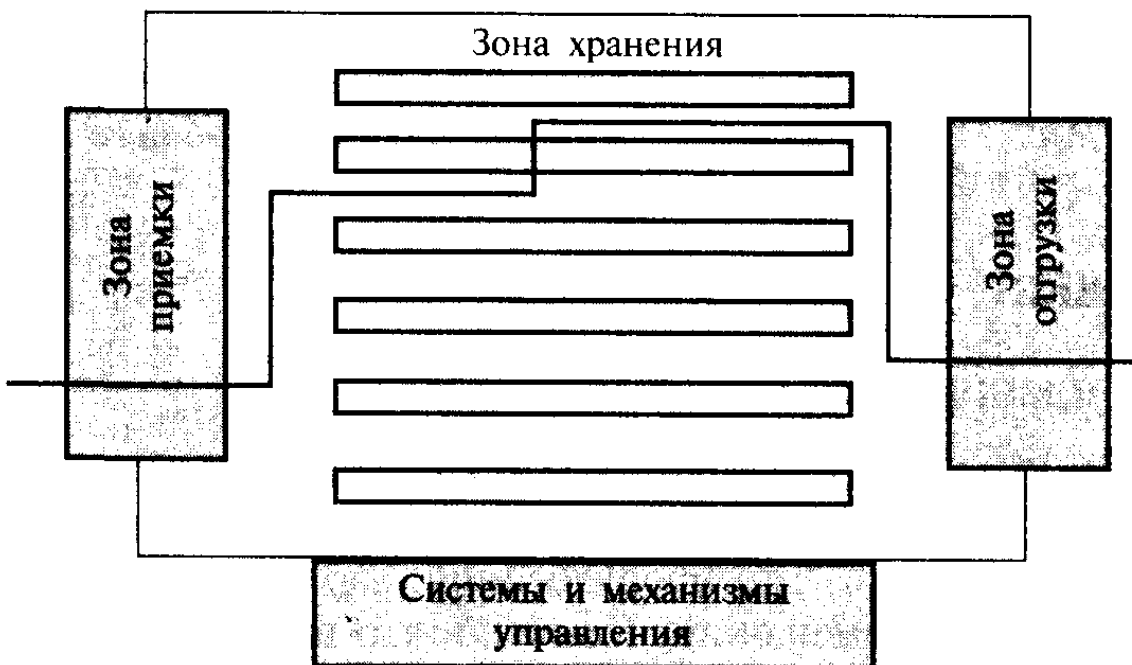 Зона хранения
Зона
приемки
Зона
отгрузки
Системы и механизмы
управления